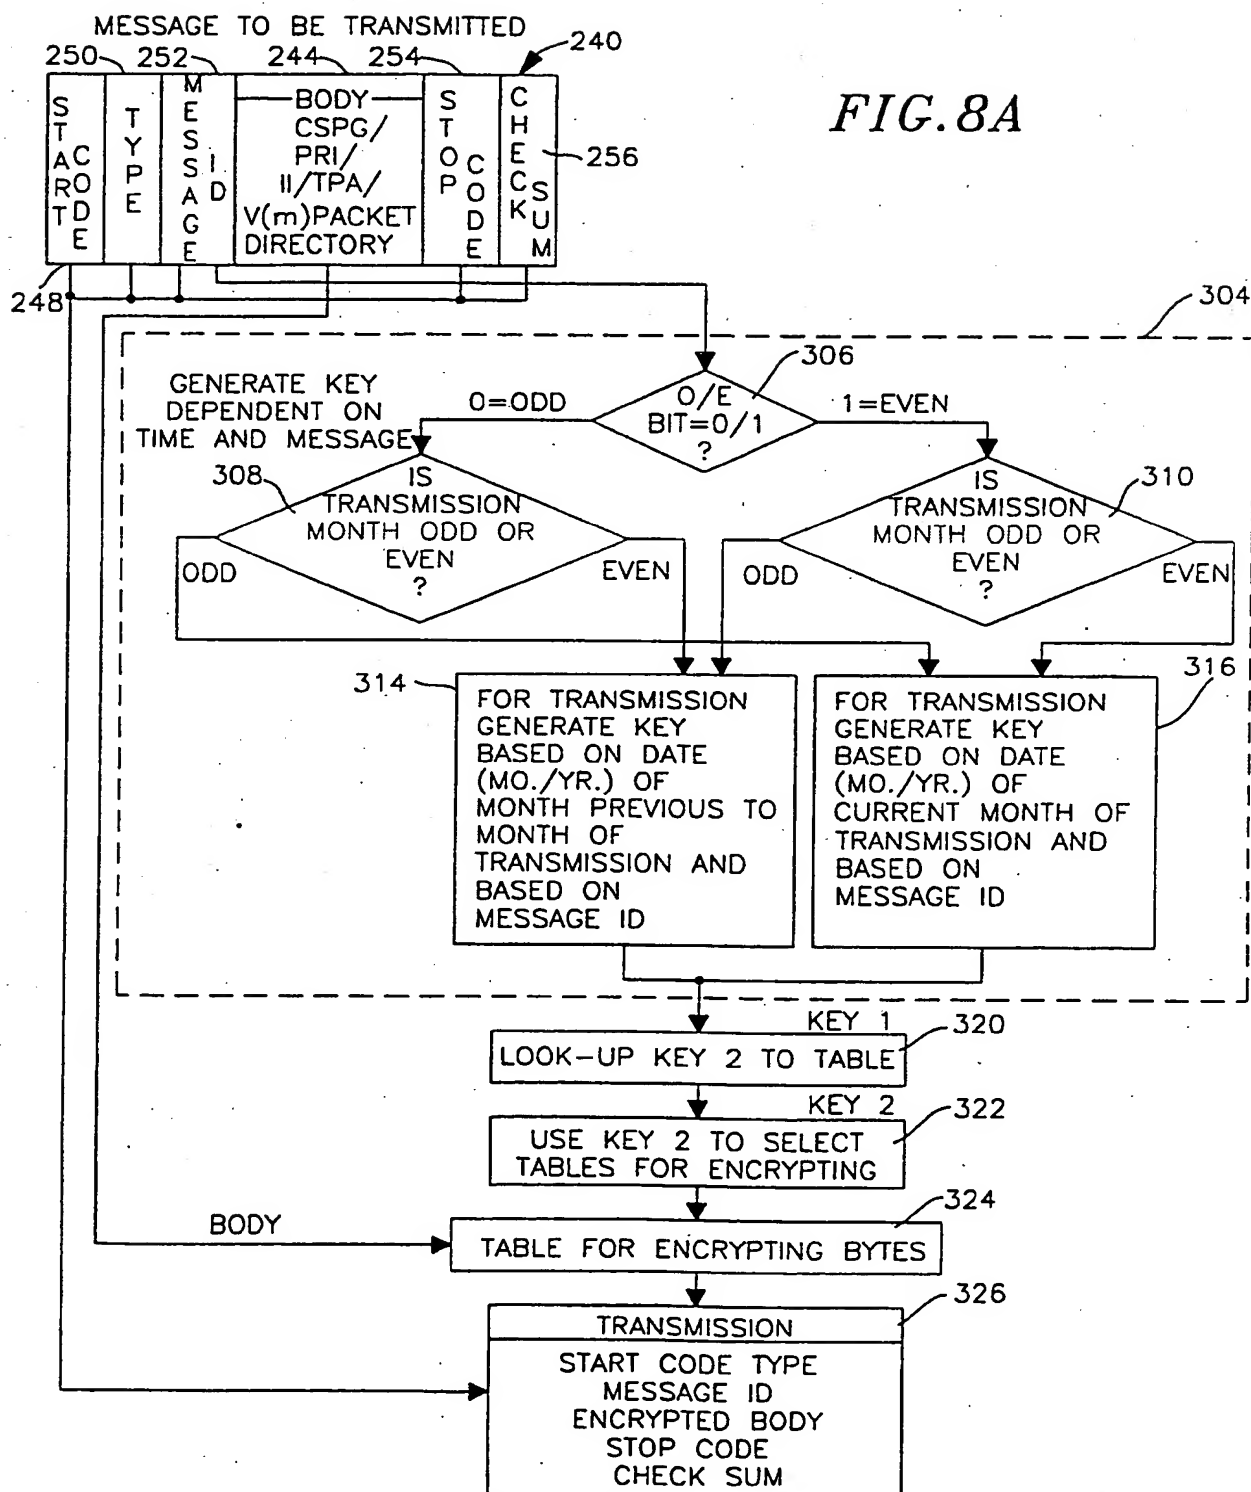 MESSAGE TO BE TRANSMITTED
250 252 244 254 240
START CODE
TYPE
MESSAGE ID
BODY
CSPG/
PRI/
II/TPA/
V(m)PACKET
DIRECTORY
STOP CODE
CHECK SUM
256
FIG.8A
248
304
306
GENERATE KEY
DEPENDENT ON
TIME AND MESSAGE
0=ODD
O/E
BIT=0/1
?
1=EVEN
308
IS
TRANSMISSION
MONTH ODD OR
EVEN
?
ODD
EVEN
310
IS
TRANSMISSION
MONTH ODD OR
EVEN
?
ODD
EVEN
314
FOR TRANSMISSION
GENERATE KEY
BASED ON DATE
(MO./YR.) OF
MONTH PREVIOUS TO
MONTH OF
TRANSMISSION AND
BASED ON
MESSAGE ID
316
FOR TRANSMISSION
GENERATE KEY
BASED ON DATE
(MO./YR.) OF
CURRENT MONTH OF
TRANSMISSION AND
BASED ON
MESSAGE ID
KEY 1
320
LOOK-UP KEY 2 TO TABLE
KEY 2
322
USE KEY 2 TO SELECT
TABLES FOR ENCRYPTING
324
BODY
TABLE FOR ENCRYPTING BYTES
326
TRANSMISSION
START CODE TYPE
MESSAGE ID
ENCRYPTED BODY
STOP CODE
CHECK SUM